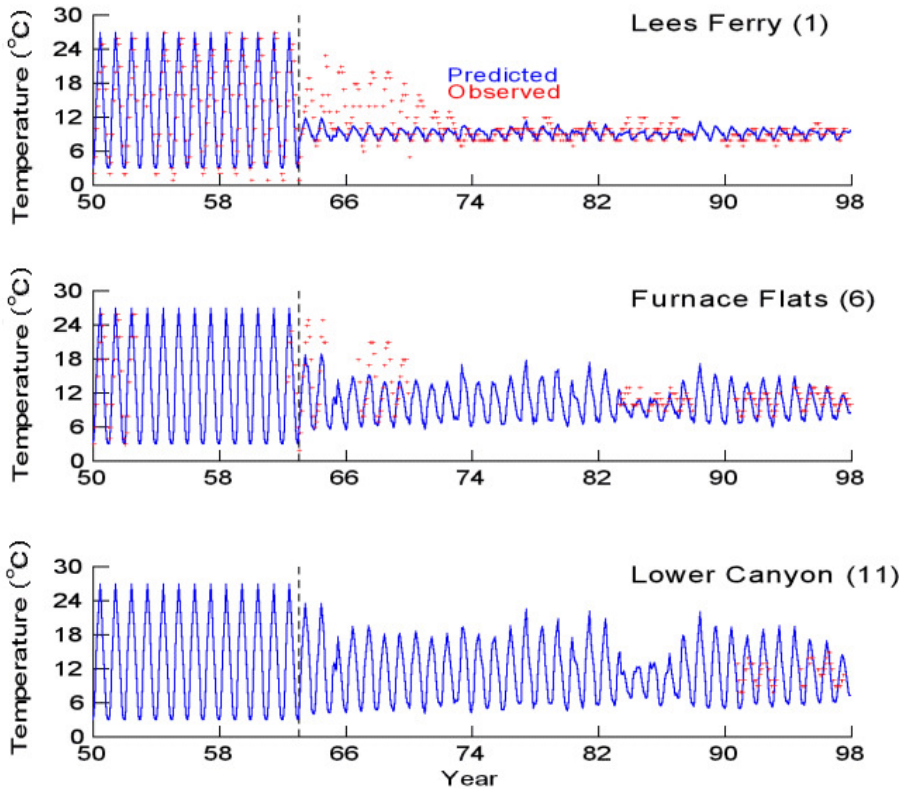 Lees Ferry (1)
Temperature (°C)
30
24
18
12
6
0
Predicted
Observed
50 58 66 74 82 90 98
Furnace Flats (6)
Temperature (°C)
30
24
18
12
6
0
50 58 66 74 82 90 98
Lower Canyon (11)
Temperature (°C)
30
24
18
12
6
0
50 58 66 74 82 90 98
Year